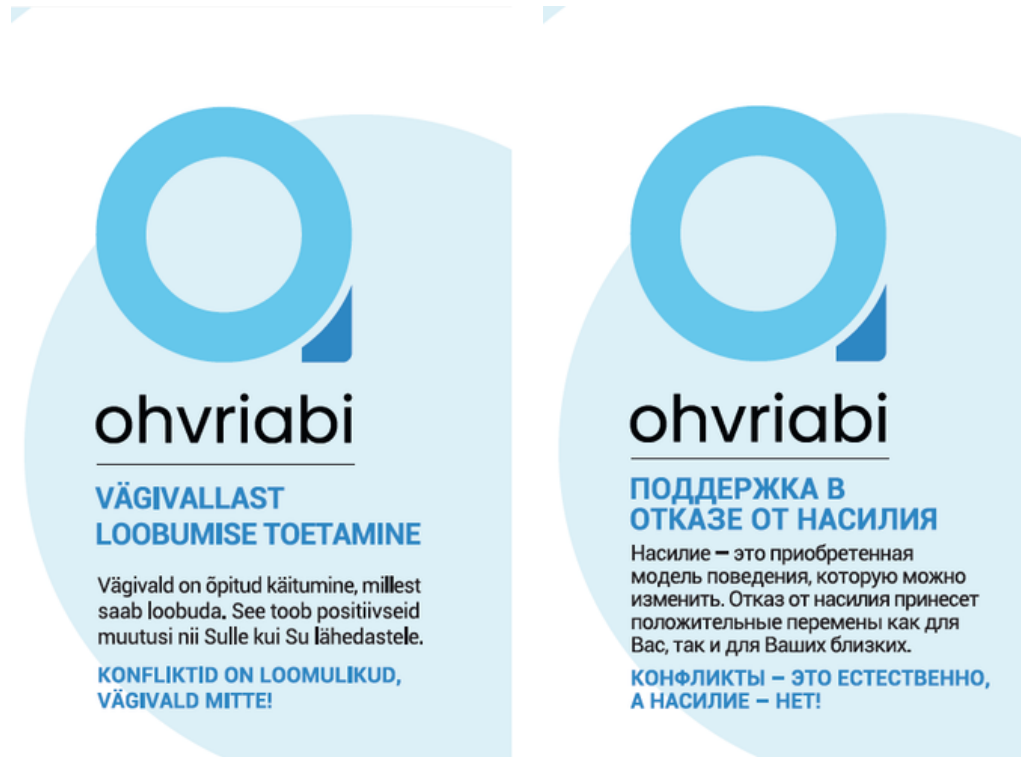 ohvriabi
VÄGIVALLAST
LOOBUMISE TOETAMINE
Vägivald on õpitud käitumine, millest
saab loobuda. See toob positiivseid
muutusi nii Sulle kui Su lähedastele.
KONFLIKTID ON LOOMULIKUD,
VÄGIVALD MITTE!
ohvriabi
ПОДДЕРЖКА В
ОТКАЗЕ ОТ НАСИЛИЯ
Насилие – это приобретенная
модель поведения, которую можно
изменить. Отказ от насилия принесет
положительные перемены как для
Вас, так и для Ваших близких.
КОНФЛИКТЫ – ЭТО ЕСТЕСТВЕННО,
А НАСИЛИЕ – НЕТ!